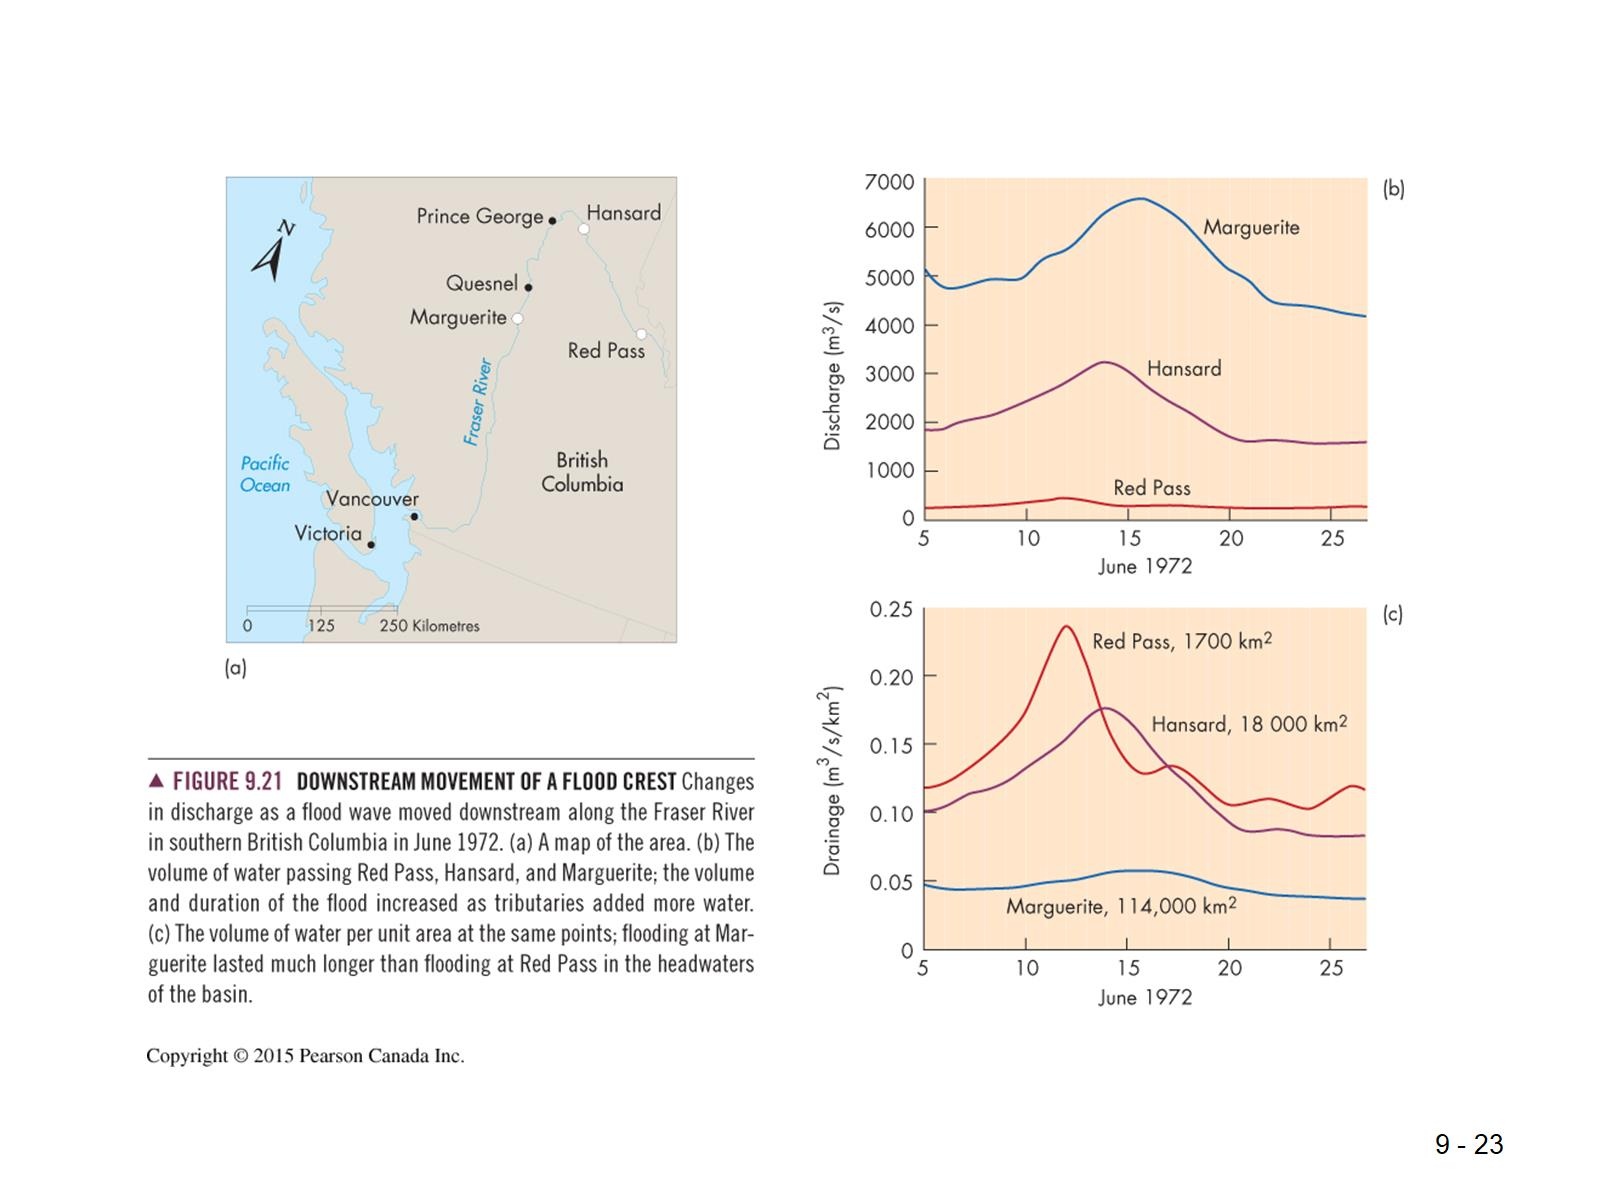 N
Prince George
Hansard
Quesnel
Marguerite
Red Pass
Fraser River
Pacific
Ocean
British
Columbia
Vancouver
Victoria
0 125 250 Kilometres
(a)
▲ FIGURE 9.21 DOWNSTREAM MOVEMENT OF A FLOOD CREST Changes
in discharge as a flood wave moved downstream along the Fraser River
in southern British Columbia in June 1972. (a) A map of the area. (b) The
volume of water passing Red Pass, Hansard, and Marguerite; the volume
and duration of the flood increased as tributaries added more water.
(c) The volume of water per unit area at the same points; flooding at Mar-
guerite lasted much longer than flooding at Red Pass in the headwaters
of the basin.
Copyright © 2015 Pearson Canada Inc.
(b)
Discharge (m³/s)
7000
6000
5000
4000
3000
2000
1000
0
Marguerite
Hansard
Red Pass
5 10 15 20 25
June 1972
(c)
Drainage (m³/s/km²)
0.25
0.20
0.15
0.10
0.05
0
Red Pass, 1700 km²
Hansard, 18 000 km²
Marguerite, 114,000 km²
5 10 15 20 25
June 1972
9 - 23